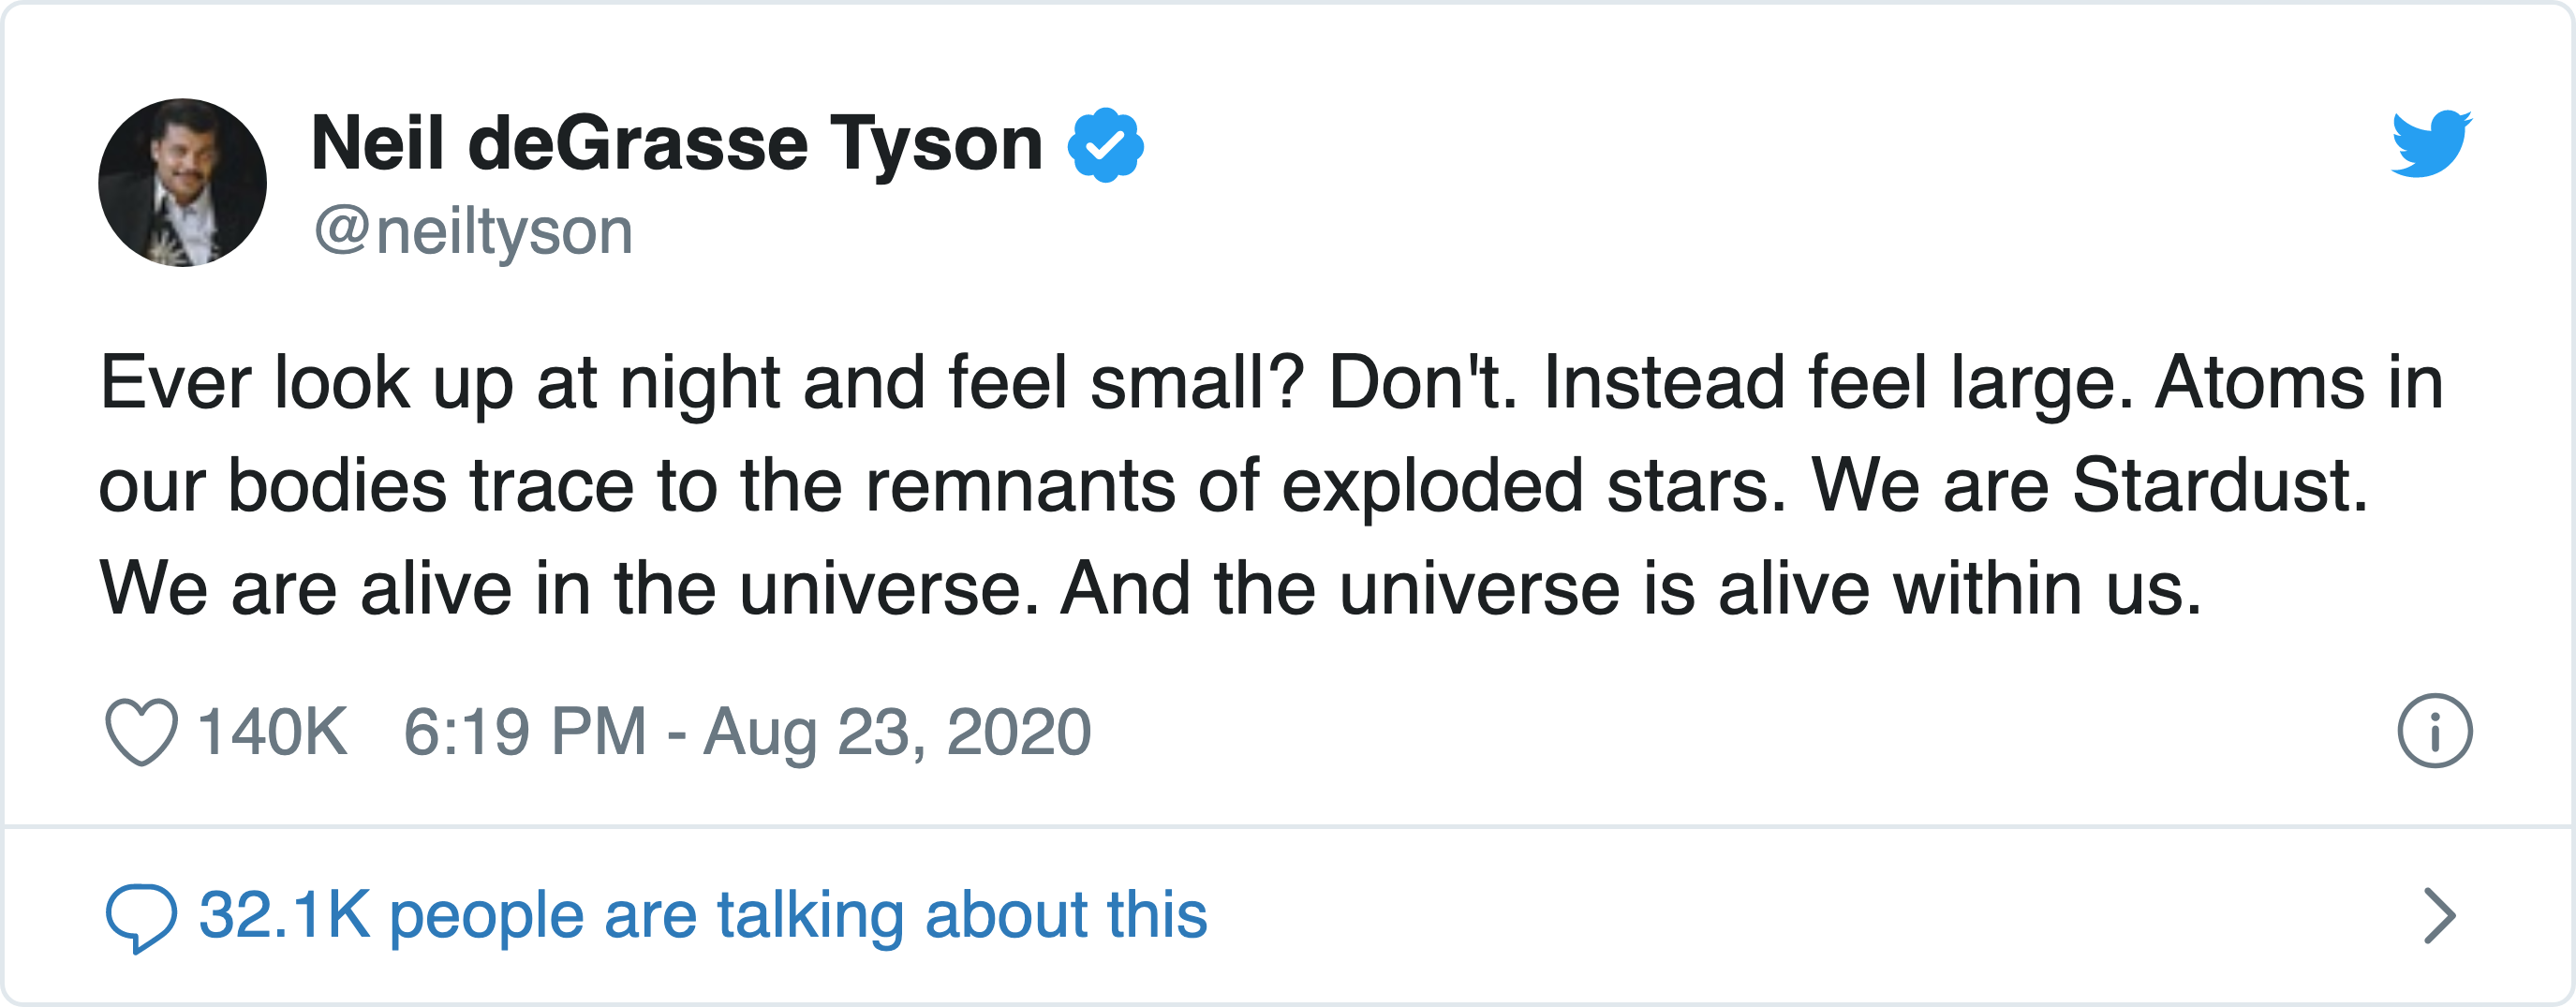 Neil deGrasse Tyson
@neiltyson
Ever look up at night and feel small? Don't. Instead feel large. Atoms in
our bodies trace to the remnants of exploded stars. We are Stardust.
We are alive in the universe. And the universe is alive within us.
140K 6:19 PM - Aug 23, 2020
32.1K people are talking about this